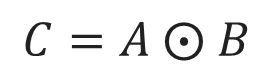 C = A ⊙ B